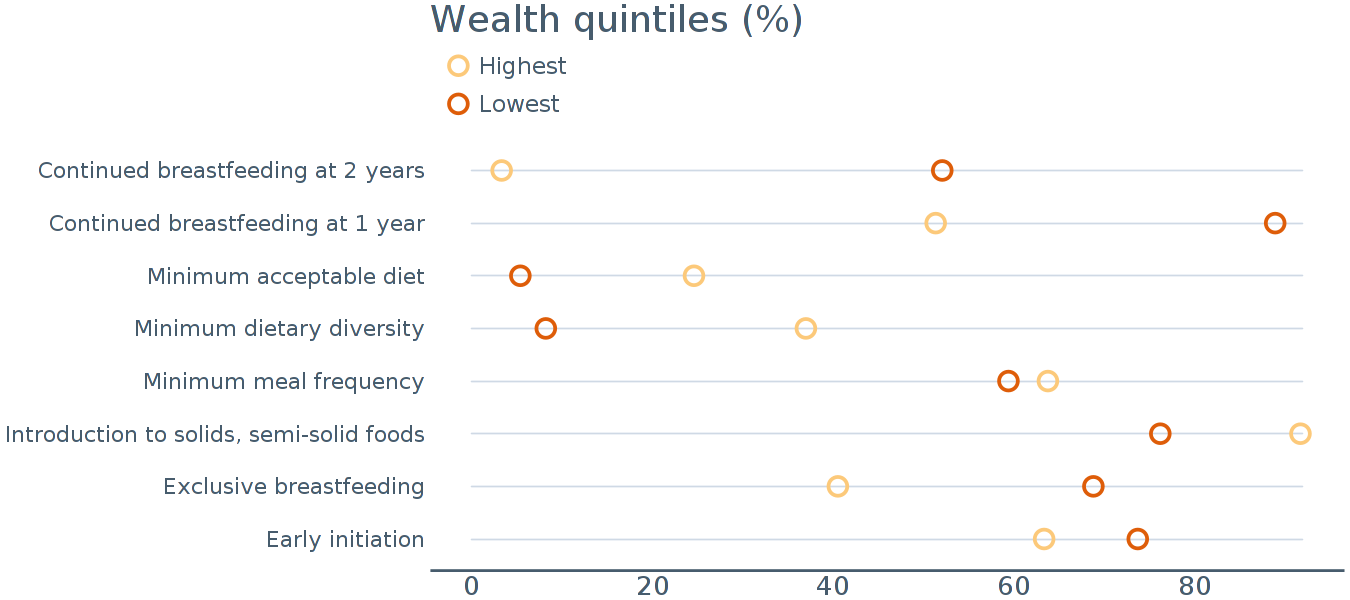 Wealth quintiles (%)
Highest
Lowest
Continued breastfeeding at 2 years
Continued breastfeeding at 1 year
Minimum acceptable diet
Minimum dietary diversity
Minimum meal frequency
Introduction to solids, semi-solid foods
Exclusive breastfeeding
Early initiation
0 20 40 60 80